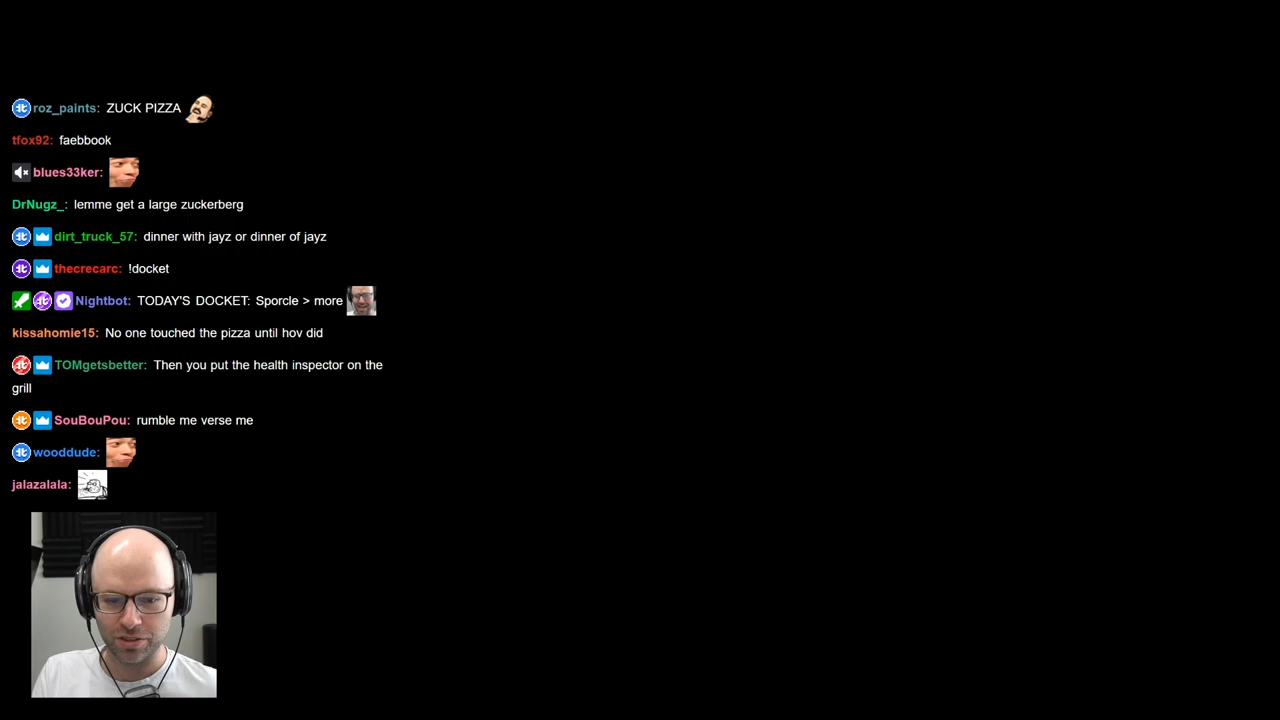 roz_paints: ZUCK PIZZA
tfox92: faebbook
blues33ker:
DrNugz_: lemme get a large zuckerberg
dirt_truck_57: dinner with jayz or dinner of jayz
thecrecarc: !docket
Nightbot: TODAY'S DOCKET: Sporcle > more
kissahomie15: No one touched the pizza until hov did
TOMgetsbetter: Then you put the health inspector on the
grill
SouBouPou: rumble me verse me
wooddude:
jalazalala: